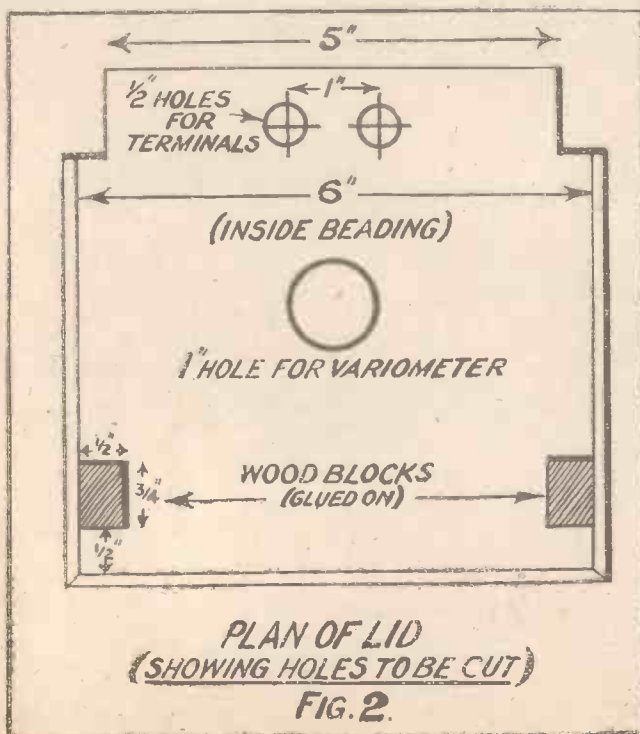 5"
½" HOLES
FOR
TERMINALS
1"
6"
(INSIDE BEADING)
1" HOLE FOR VARIOMETER
½"
3/4"
½"
WOOD BLOCKS
(GLUED ON)
PLAN OF LID
(SHOWING HOLES TO BE CUT)
FIG. 2.